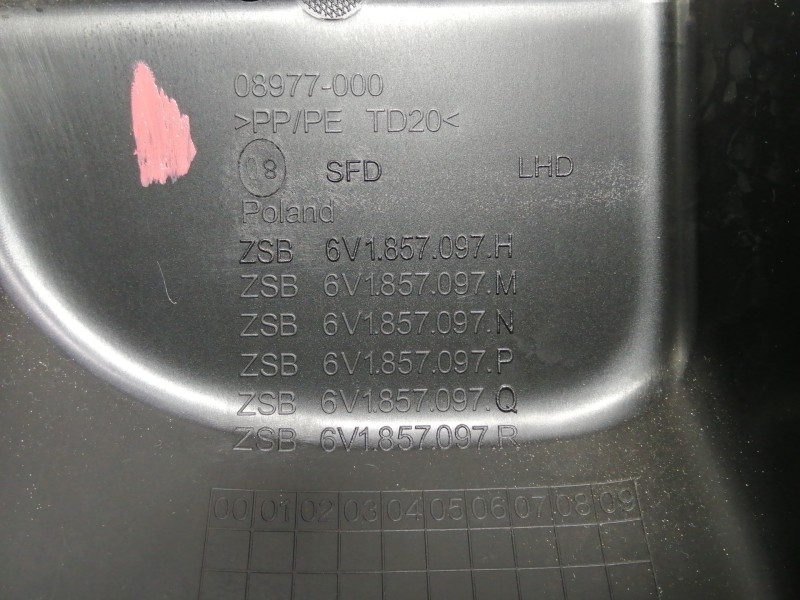 08977-000
>PP/PE TD20<
8 SFD LHD
Poland
ZSB 6V1.857.097.H
ZSB 6V1.857.097.M
ZSB 6V1.857.097.N
ZSB 6V1.857.097.P
ZSB 6V1.857.097.Q
ZSB 6V1.857.097.R
00 01 02 03 04 05 06 07 08 09